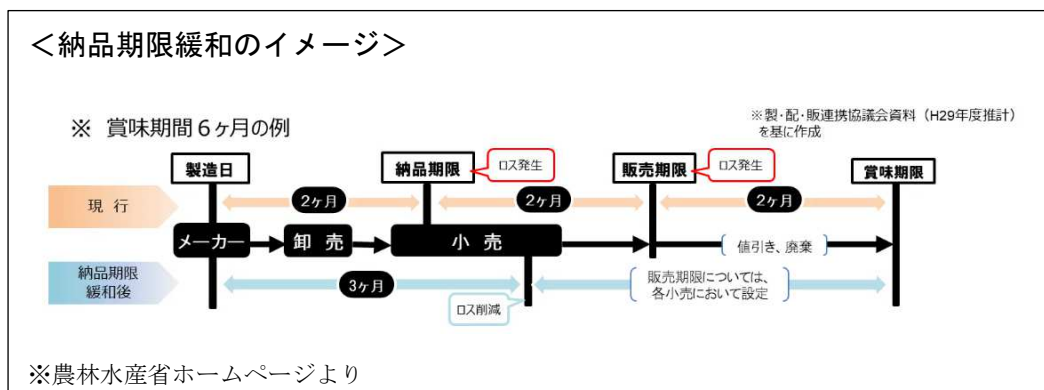 ＜納品期限緩和のイメージ＞
※ 賞味期間６ヶ月の例
※製・配・販連携協議会資料（H29年度推計）
を基に作成
製造日
納品期限
ロス発生
販売期限
ロス発生
賞味期限
現 行
2ヶ月
2ヶ月
2ヶ月
メーカー
卸 売
小 売
値引き、廃棄
納品期限
緩和後
3ヶ月
販売期限については、
各小売において設定
ロス削減
※農林水産省ホームページより